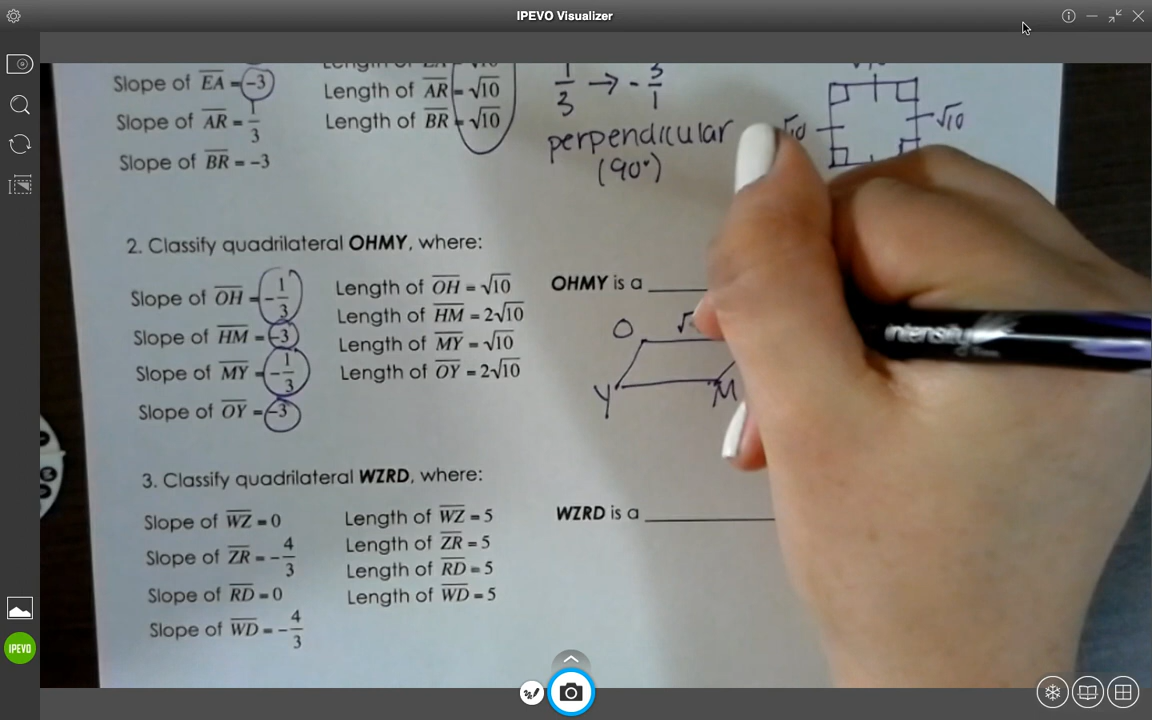 IPEVO Visualizer
Slope of EA = -3
Length of AR = √10
Slope of AR = 1/3
Length of BR = √10
Slope of BR = -3
1/3 → - 3/1
perpendicular
(90°)
√10
2. Classify quadrilateral OHMY, where:
Slope of OH = -1/3
Length of OH = √10
OHMY is a
Slope of HM = -3
Length of HM = 2√10
Slope of MY = -1/3
Length of MY = √10
Slope of OY = -3
Length of OY = 2√10
O
Y
M
intensity
3. Classify quadrilateral WZRD, where:
Slope of WZ = 0
Length of WZ = 5
WZRD is a
Slope of ZR = -4/3
Length of ZR = 5
Slope of RD = 0
Length of RD = 5
Slope of WD = -4/3
Length of WD = 5
IPEVO